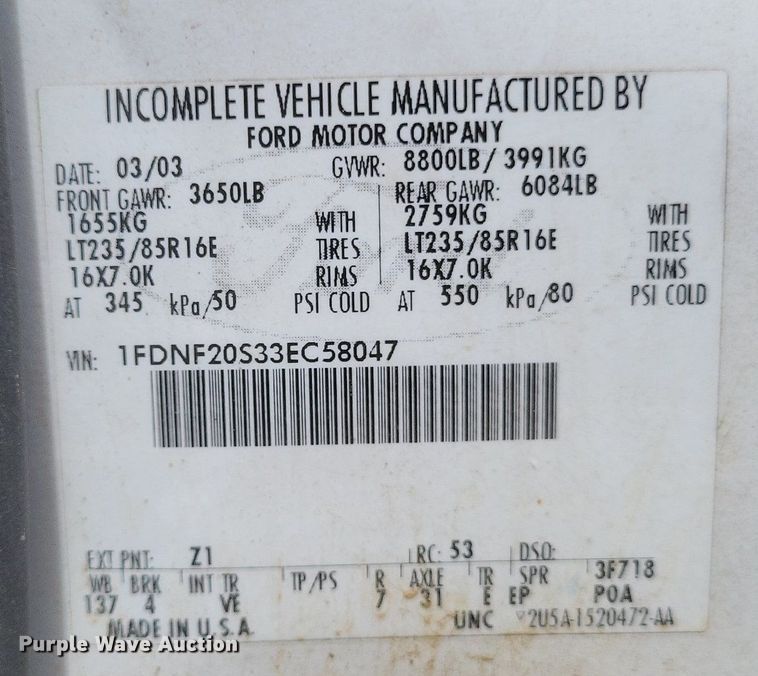 INCOMPLETE VEHICLE MANUFACTURED BY
FORD MOTOR COMPANY
DATE: 03/03 GVWR: 8800LB/ 3991KG
FRONT GAWR: 3650LB REAR GAWR: 6084LB
1655KG WITH 2759KG WITH
LT235/85R16E TIRES LT235/85R16E TIRES
16X7.0K RIMS 16X7.0K RIMS
AT 345 kPa/50 PSI COLD AT 550 kPa/80 PSI COLD
VIN: 1FDNF20S33EC58047
EXT PNT: Z1 RC: 53 DSO:
WB BRK INT TR TP/PS R AXLE TR SPR 3F718
137 4 VE 7 31 E EP POA
MADE IN U.S.A. UNC 2U5A-1520472-AA
Purple Wave Auction